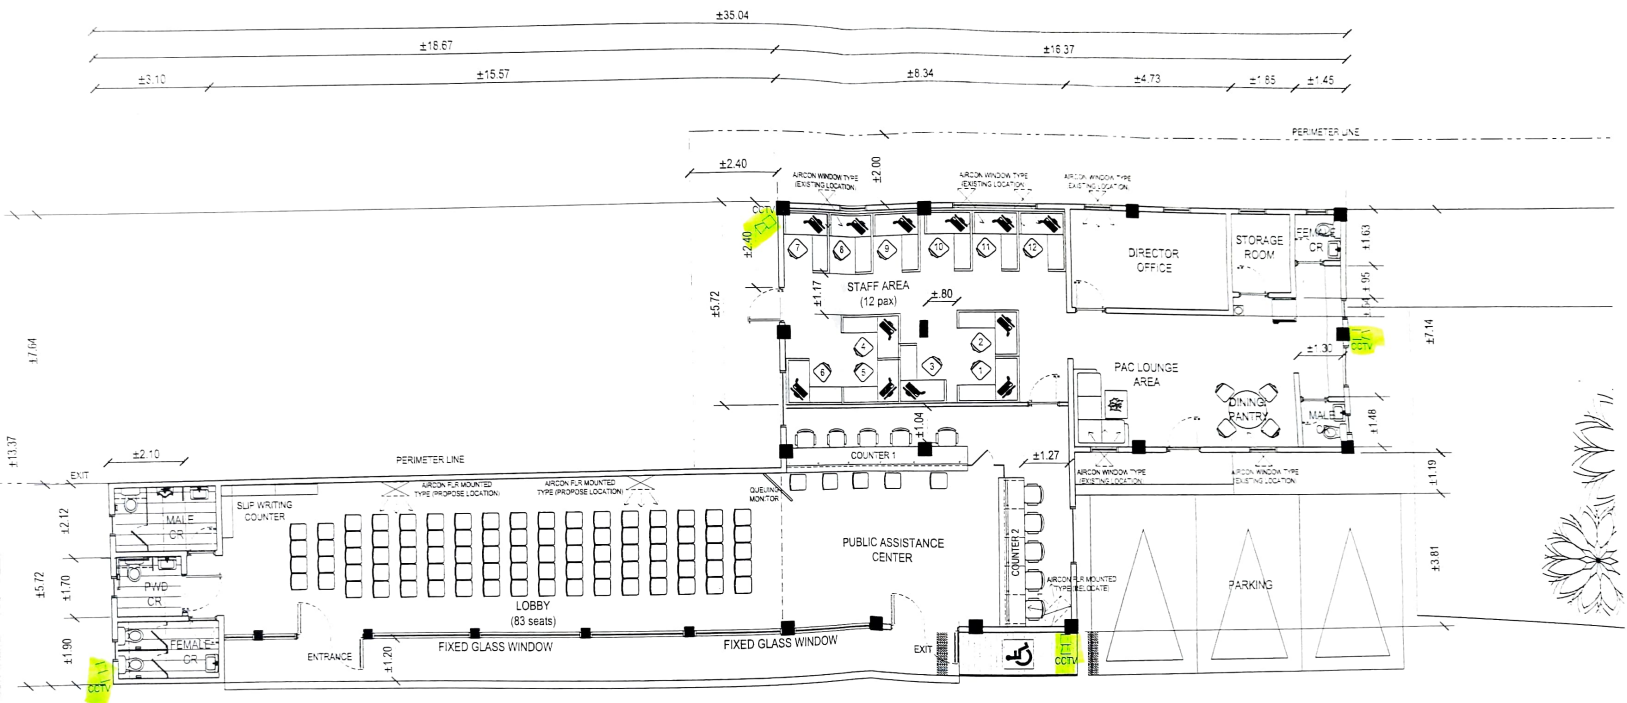 ±35.04
±18.67
±16.37
±3.10
±15.57
±8.34
±4.73
±1.85
±1.45
PERIMETER LINE
±2.40
±2.00
AIRCON WINDOW TYPE
(EXISTING LOCATION)
AIRCON WINDOW TYPE
(EXISTING LOCATION)
AIRCON WINDOW TYPE
(EXISTING LOCATION)
CCTV
±2.40
7
8
9
10
11
12
STAFF AREA
(12 pax)
±1.17
±.80
±5.72
DIRECTOR
OFFICE
STORAGE
ROOM
FEMALE
CR
±1.63
±.95
±7.14
CCTV
±1.30
4
2
6
5
3
1
PAC LOUNGE
AREA
DINING/
PANTRY
MALE
CR
±1.48
±7.64
±13.37
±1.04
COUNTER 1
±1.27
±1.19
AIRCON WINDOW TYPE
(EXISTING LOCATION)
AIRCON WINDOW TYPE
(EXISTING LOCATION)
EXIT
±2.10
PERIMETER LINE
AIRCON FLR MOUNTED
TYPE (PROPOSE LOCATION)
AIRCON FLR MOUNTED
TYPE (PROPOSE LOCATION)
QUEUING
MONITOR
SLIP WRITING
COUNTER
MALE
CR
±2.12
PUBLIC ASSISTANCE
CENTER
COUNTER 2
±3.81
PWD
CR
±5.72
±1.70
AIRCON FLR MOUNTED
TYPE (RELOCATE)
PARKING
LOBBY
(83 seats)
FEMALE
CR
±1.90
ENTRANCE
±1.20
FIXED GLASS WINDOW
FIXED GLASS WINDOW
EXIT
CCTV
CCTV